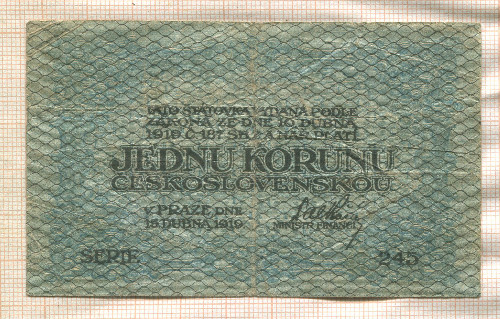 TATO STÁTOVKA VYDANÁ PODLE
ZÁKONA ZE DNE 10. DUBNA
1919 Č. 187 SB. Z. A NAŘ. PLATÍ
JEDNU KORUNU
ČESKOSLOVENSKOU
V PRAZE DNE
15. DUBNA 1919
MINISTR FINANCÍ
SERIE 245